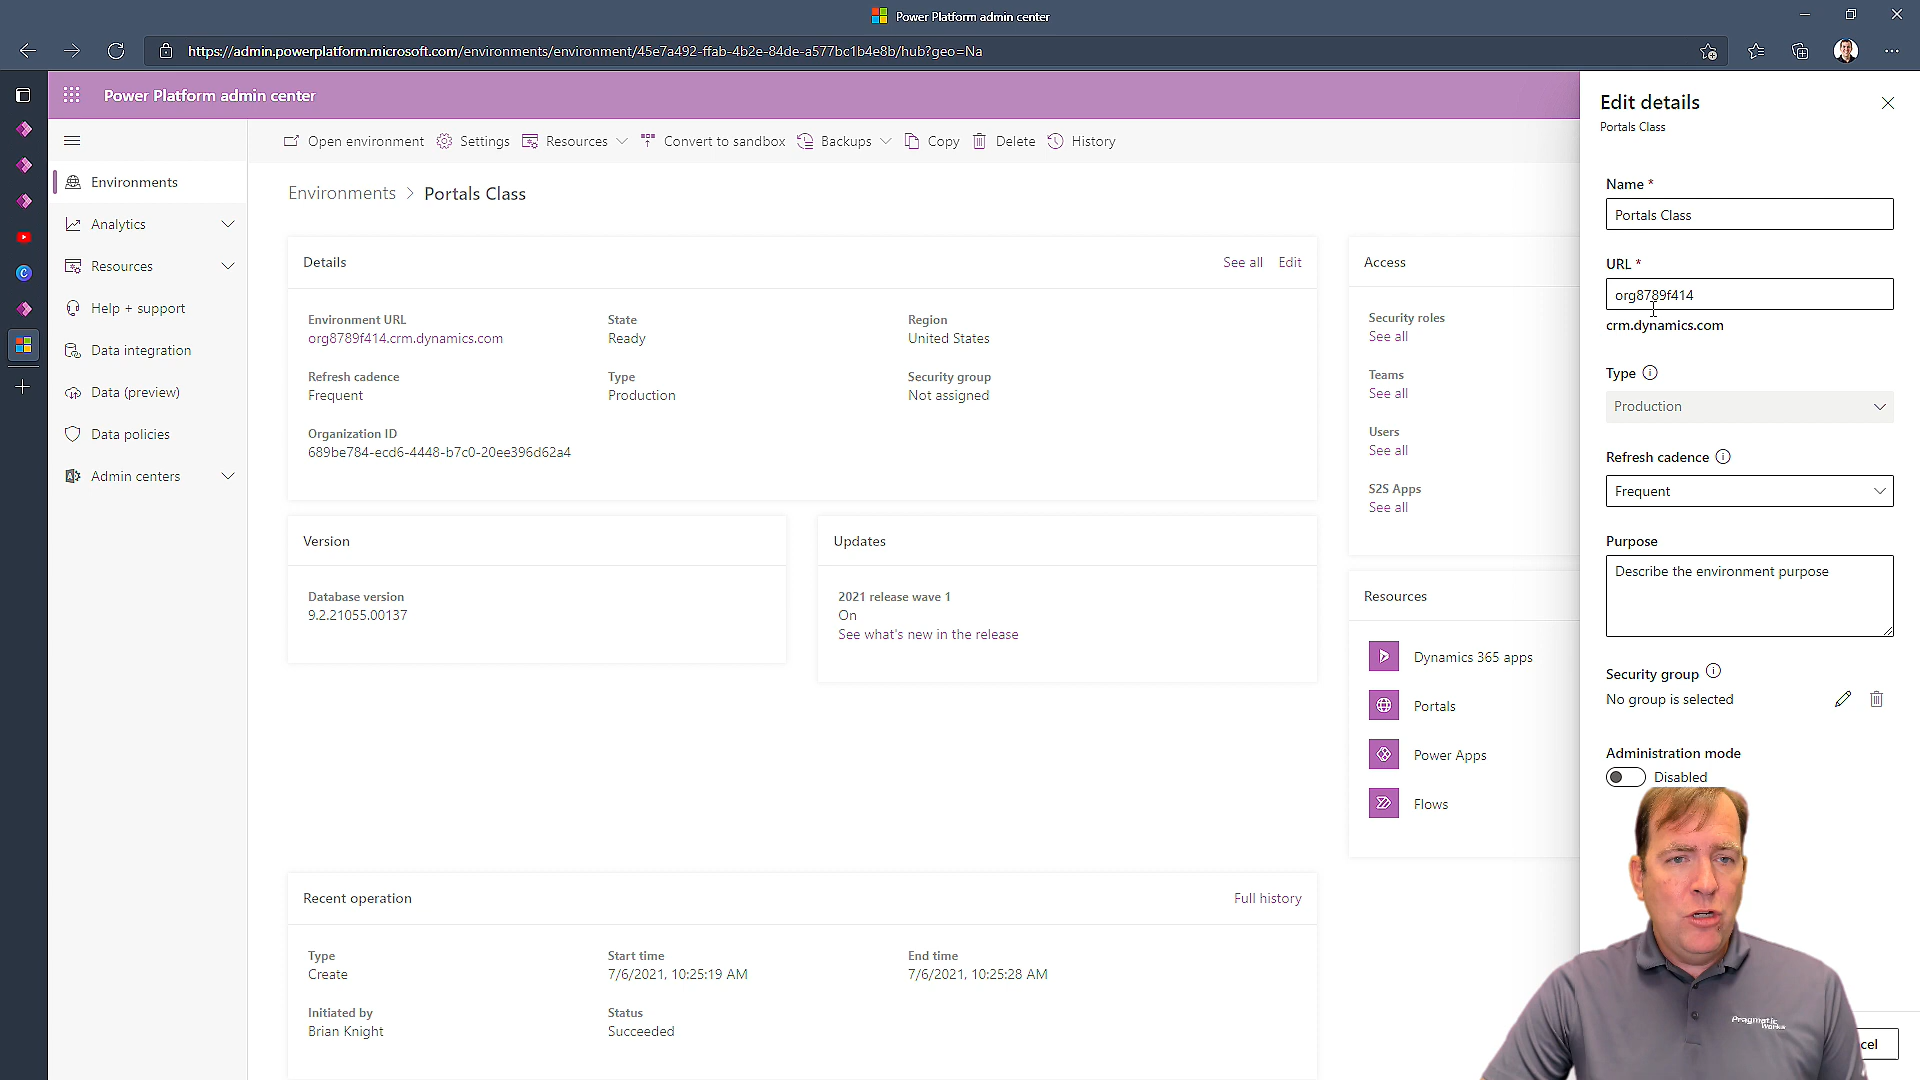 Power Platform admin center
https://admin.powerplatform.microsoft.com/environments/environment/45e7a492-ffab-4b2e-84de-a577bc1b4e8b/hub?geo=Na
Power Platform admin center
Open environment
Settings
Resources
Convert to sandbox
Backups
Copy
Delete
History
Environments
Analytics
Resources
Help + support
Data integration
Data (preview)
Data policies
Admin centers
Environments > Portals Class
Details
See all
Edit
Environment URL
org8789f414.crm.dynamics.com
State
Ready
Region
United States
Refresh cadence
Frequent
Type
Production
Security group
Not assigned
Organization ID
689be784-ecd6-4448-b7c0-20ee396d62a4
Version
Database version
9.2.21055.00137
Updates
2021 release wave 1
On
See what's new in the release
Recent operation
Full history
Type
Create
Start time
7/6/2021, 10:25:19 AM
End time
7/6/2021, 10:25:28 AM
Initiated by
Brian Knight
Status
Succeeded
Access
Security roles
See all
Teams
See all
Users
See all
S2S Apps
See all
Resources
Dynamics 365 apps
Portals
Power Apps
Flows
Edit details
Portals Class
Name *
Portals Class
URL *
org8789f414
crm.dynamics.com
Type
Production
Refresh cadence
Frequent
Purpose
Describe the environment purpose
Security group
No group is selected
Administration mode
Disabled
Pragmatic
Works